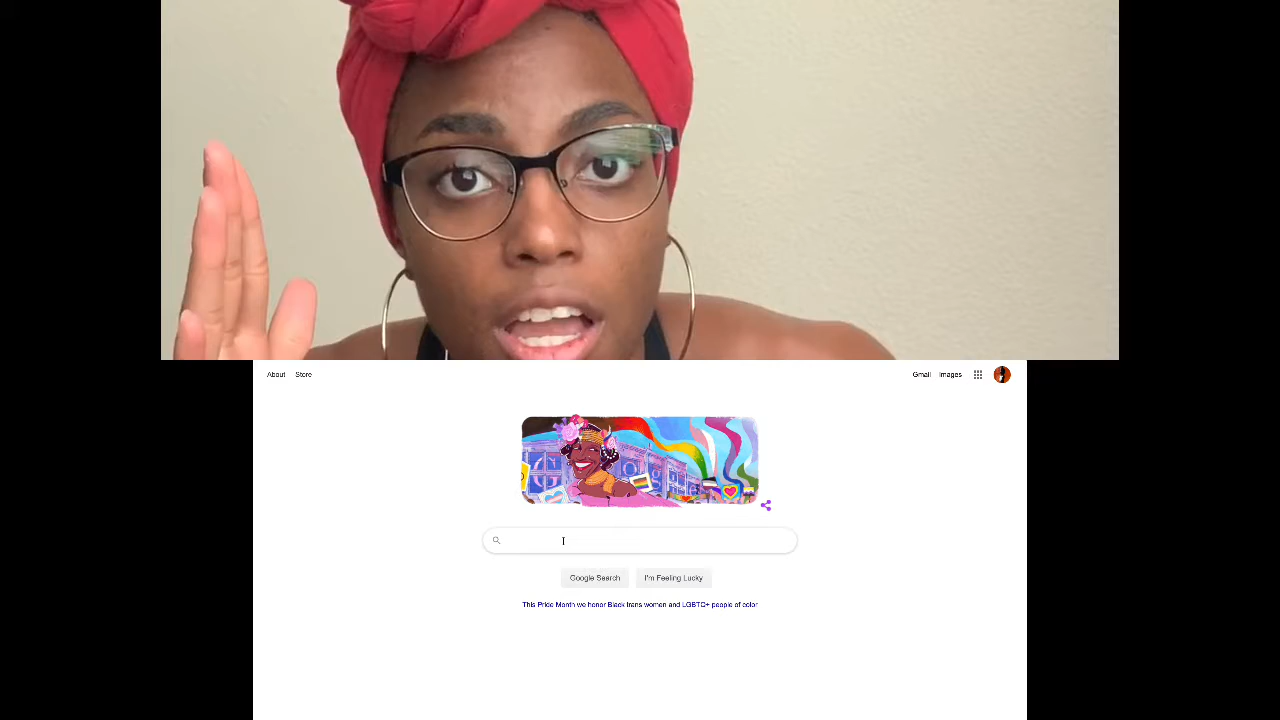 About Store
Gmail Images
Google Search I'm Feeling Lucky
This Pride Month we honor Black trans women and LGBTQ+ people of color